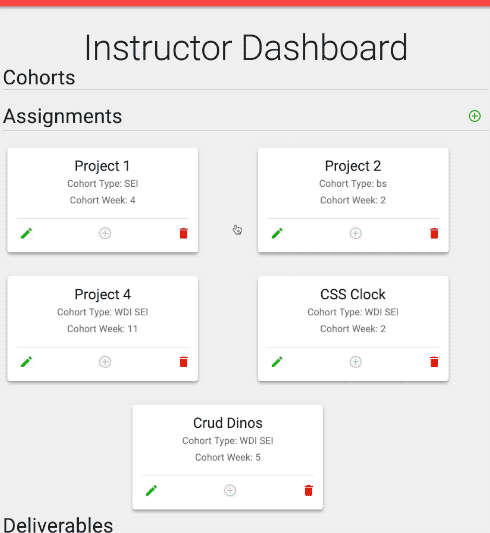 Instructor Dashboard
Cohorts
Assignments
Project 1
Cohort Type: SEI
Cohort Week: 4
Project 2
Cohort Type: bs
Cohort Week: 2
Project 4
Cohort Type: WDI SEI
Cohort Week: 11
CSS Clock
Cohort Type: WDI SEI
Cohort Week: 2
Crud Dinos
Cohort Type: WDI SEI
Cohort Week: 5
Deliverables